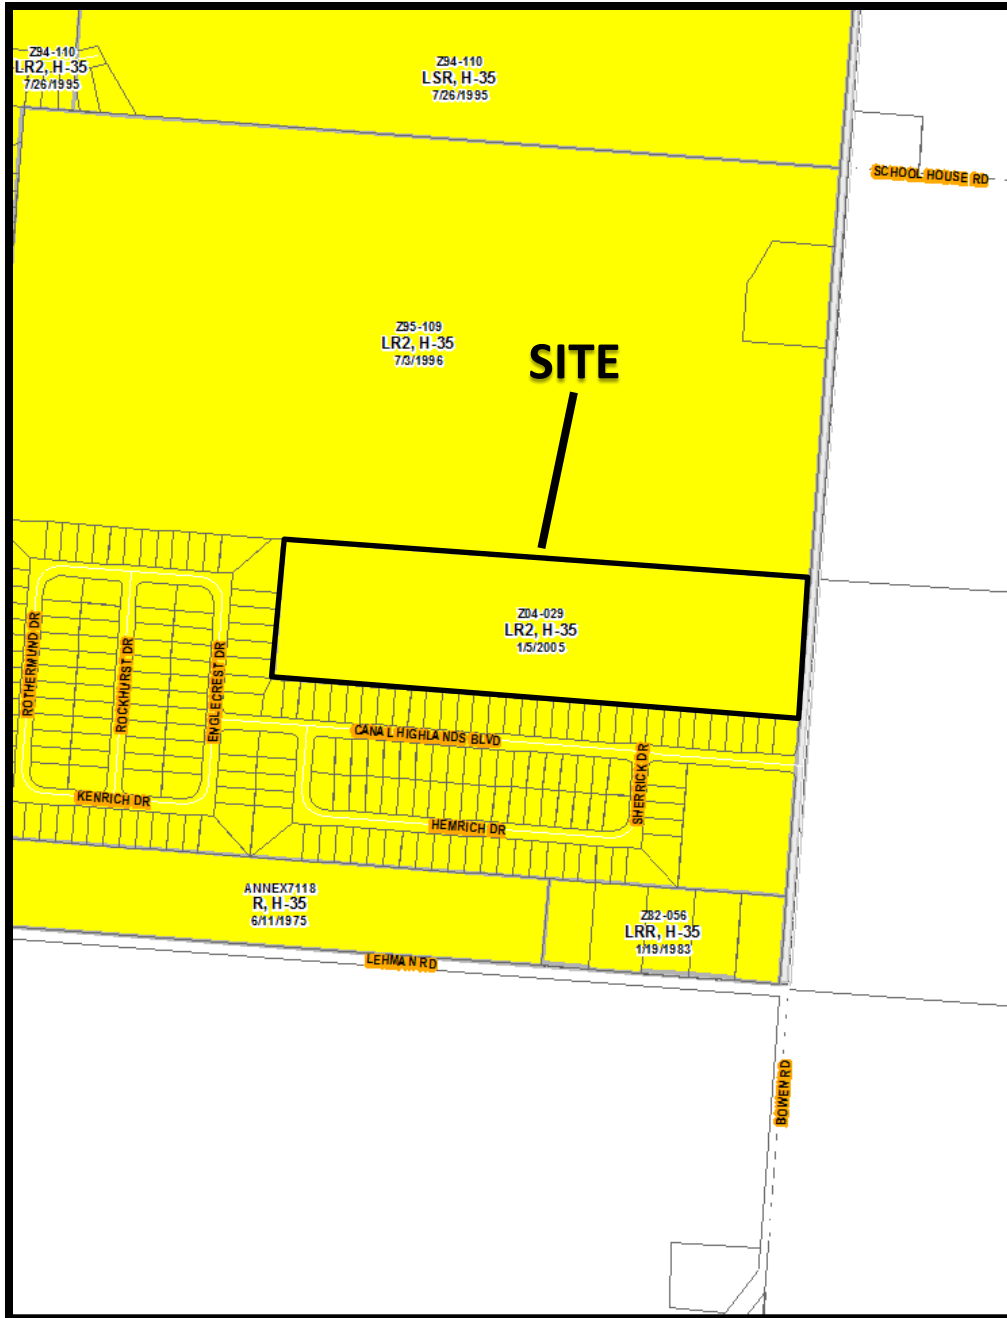 Z94-110
LR2, H-35
7/26/1995
Z94-110
LSR, H-35
7/26/1995
SCHOOL HOUSE RD
Z95-109
LR2, H-35
7/3/1996
SITE
Z04-029
LR2, H-35
1/5/2005
ROTHERMUND DR
ROCKHURST DR
ENGLECREST DR
CANAL HIGHLANDS BLVD
SHERRICK DR
KENRICH DR
HEMRICH DR
ANNEX7118
R, H-35
6/11/1975
Z82-056
LRR, H-35
1/19/1983
LEHMAN RD
BOWEN RD